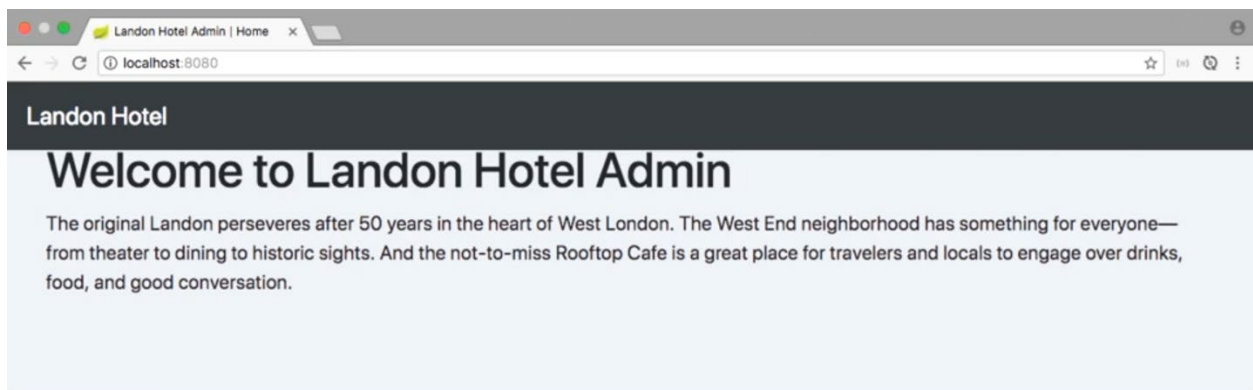 Landon Hotel Admin | Home
localhost:8080
Landon Hotel
Welcome to Landon Hotel Admin
The original Landon perseveres after 50 years in the heart of West London. The West End neighborhood has something for everyone—
from theater to dining to historic sights. And the not-to-miss Rooftop Cafe is a great place for travelers and locals to engage over drinks,
food, and good conversation.